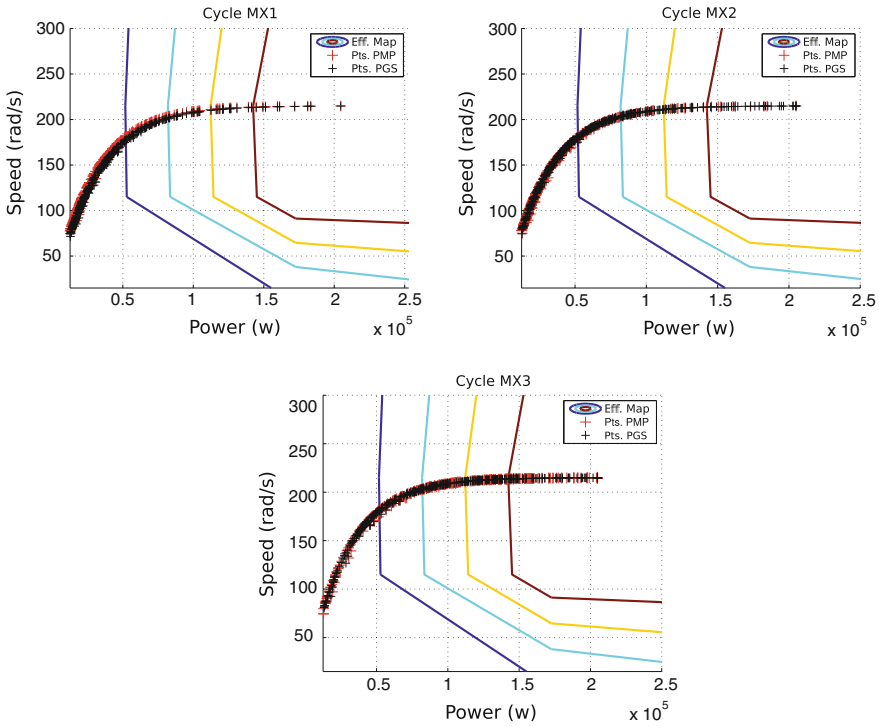 Cycle MX1
300
250
200
150
100
50
Speed (rad/s)
Eff. Map
Pts. PMP
Pts. PGS
0.5
1
1.5
2
2.5
Power (w)
x 10^5
Cycle MX2
300
250
200
150
100
50
Speed (rad/s)
Eff. Map
Pts. PMP
Pts. PGS
0.5
1
1.5
2
2.5
Power (w)
x 10^5
Cycle MX3
300
250
200
150
100
50
Speed (rad/s)
Eff. Map
Pts. PMP
Pts. PGS
0.5
1
1.5
2
2.5
Power (w)
x 10^5